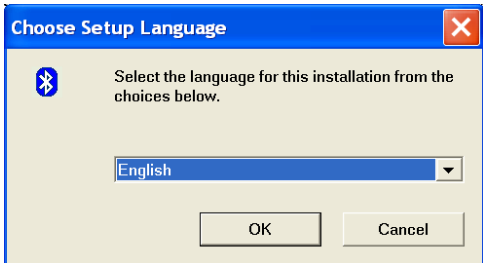 Choose Setup Language
Select the language for this installation from the
choices below.
English
OK
Cancel